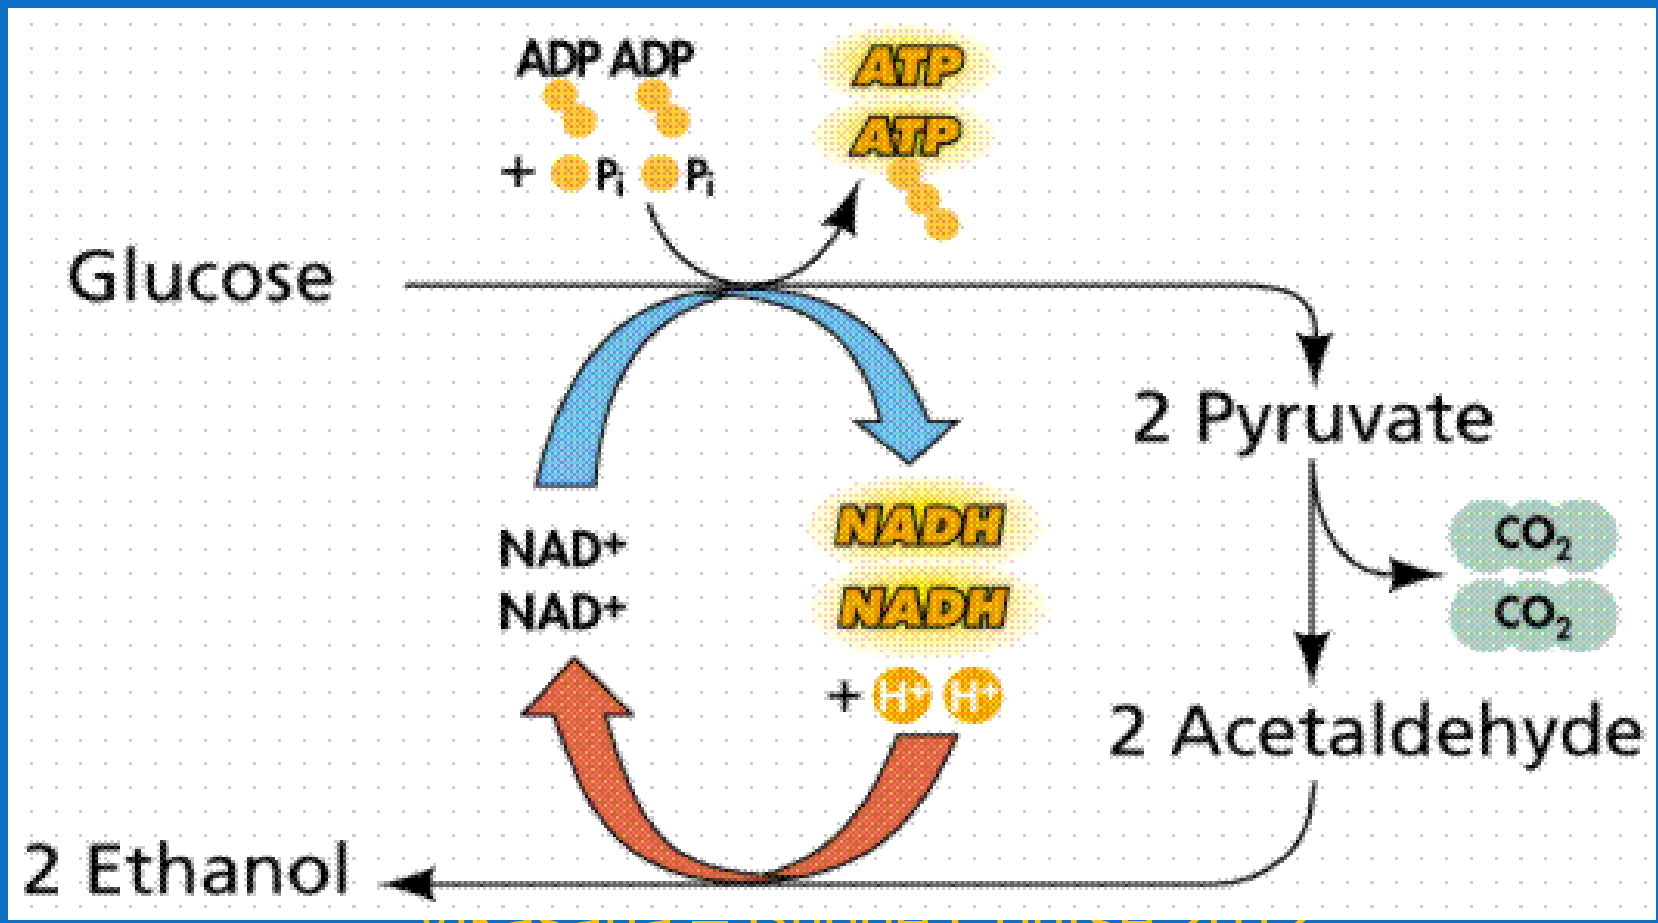 ADP ADP
ATP
ATP
+ Pi Pi
Glucose
2 Pyruvate
NADH
CO2
NAD+
NADH
CO2
NAD+
+ H+ H+
2 Acetaldehyde
2 Ethanol